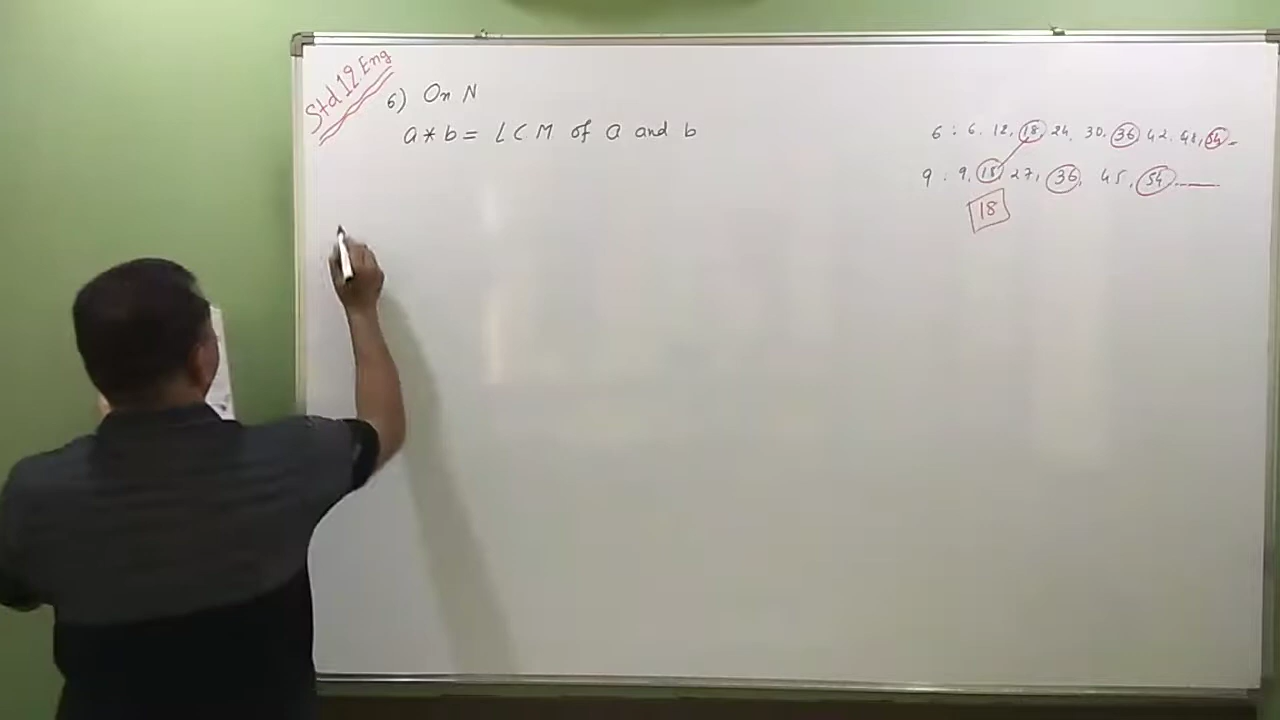 Std 12 Eng
6) On N
a * b = LCM of a and b
6 : 6, 12, 18, 24, 30, 36, 42, 48, 54 -
9 : 9, 18, 27, 36, 45, 54 ------
18